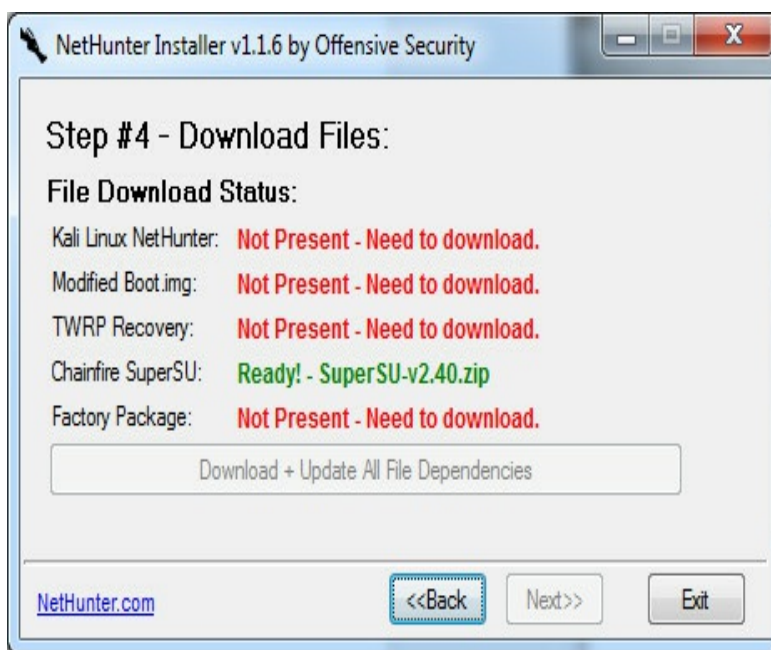 NetHunter Installer v1.1.6 by Offensive Security
Step #4 - Download Files:
File Download Status:
Kali Linux NetHunter: Not Present - Need to download.
Modified Boot.img: Not Present - Need to download.
TWRP Recovery: Not Present - Need to download.
Chainfire SuperSU: Ready! - SuperSU-v2.40.zip
Factory Package: Not Present - Need to download.
Download + Update All File Dependencies
NetHunter.com <<Back Next>> Exit